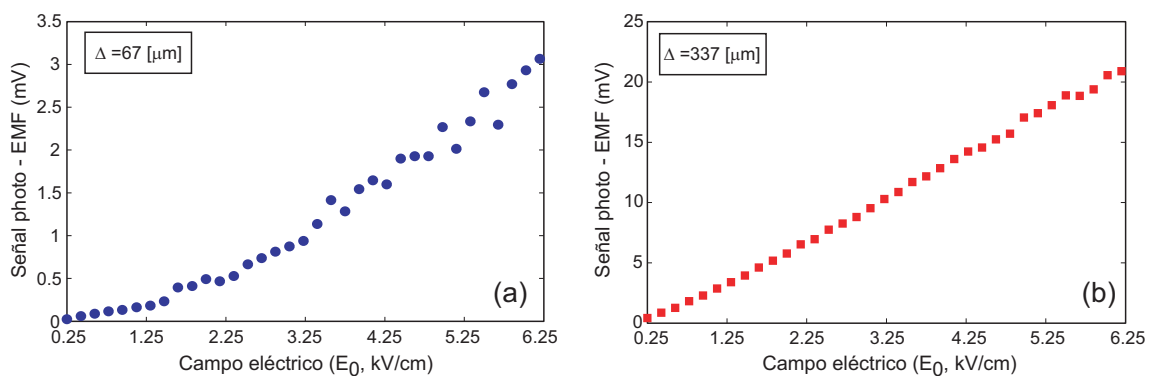 Δ =67 [μm]
Señal photo - EMF (mV)
3.5
3
2.5
2
1.5
1
0.5
0
0.25 1.25 2.25 3.25 4.25 5.25 6.25
Campo eléctrico (E0, kV/cm)
(a)
Δ =337 [μm]
Señal photo - EMF (mV)
25
20
15
10
5
0
0.25 1.25 2.25 3.25 4.25 5.25 6.25
Campo eléctrico (E0, kV/cm)
(b)